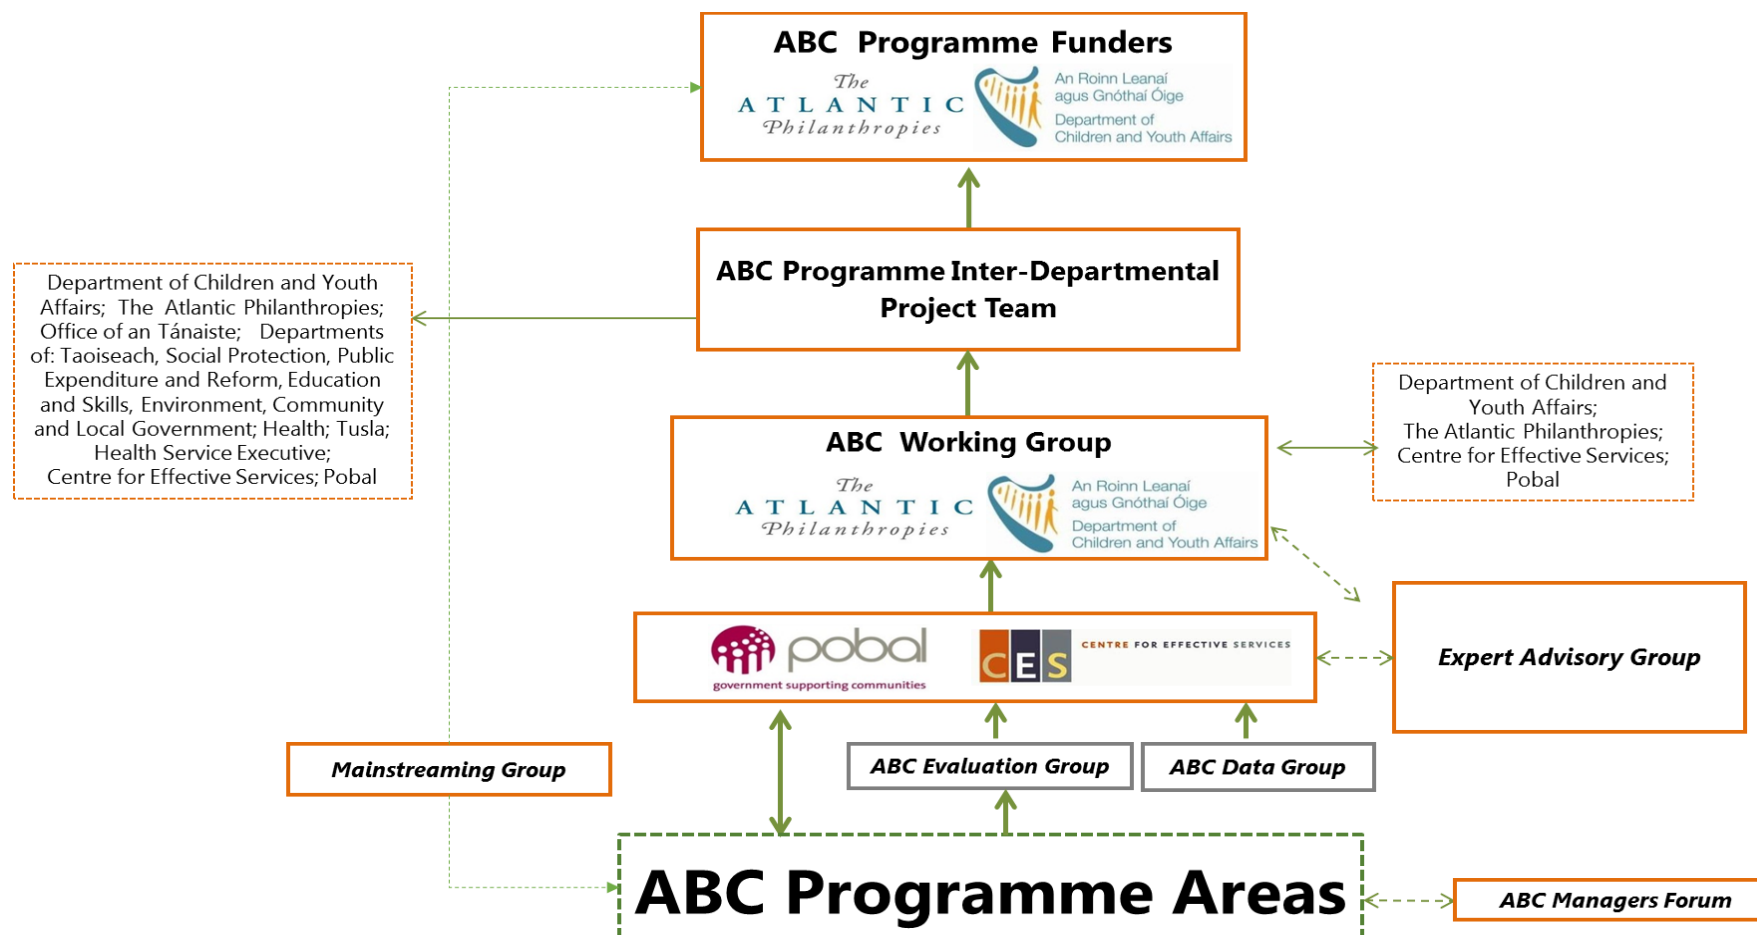 ABC Programme Funders
The
ATLANTIC
Philanthropies
An Roinn Leanaí
agus Gnóthaí Óige
Department of
Children and Youth Affairs
ABC Programme Inter-Departmental
Project Team
Department of Children and Youth
Affairs; The Atlantic Philanthropies;
Office of an Tánaiste; Departments
of: Taoiseach, Social Protection, Public
Expenditure and Reform, Education
and Skills, Environment, Community
and Local Government; Health; Tusla;
Health Service Executive;
Centre for Effective Services; Pobal
ABC Working Group
The
ATLANTIC
Philanthropies
An Roinn Leanaí
agus Gnóthaí Óige
Department of
Children and Youth Affairs
Department of Children and
Youth Affairs;
The Atlantic Philanthropies;
Centre for Effective Services;
Pobal
pobal
government supporting communities
CES
CENTRE FOR EFFECTIVE SERVICES
Expert Advisory Group
Mainstreaming Group
ABC Evaluation Group
ABC Data Group
ABC Programme Areas
ABC Managers Forum